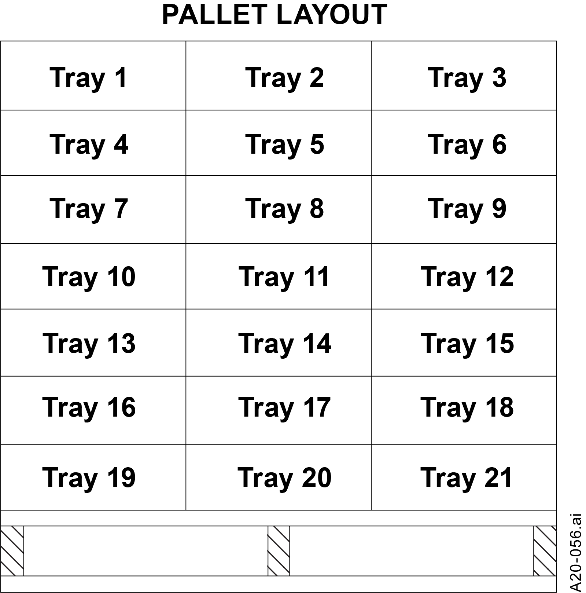 PALLET LAYOUT
Tray 1 Tray 2 Tray 3
Tray 4 Tray 5 Tray 6
Tray 7 Tray 8 Tray 9
Tray 10 Tray 11 Tray 12
Tray 13 Tray 14 Tray 15
Tray 16 Tray 17 Tray 18
Tray 19 Tray 20 Tray 21
A20-056.ai